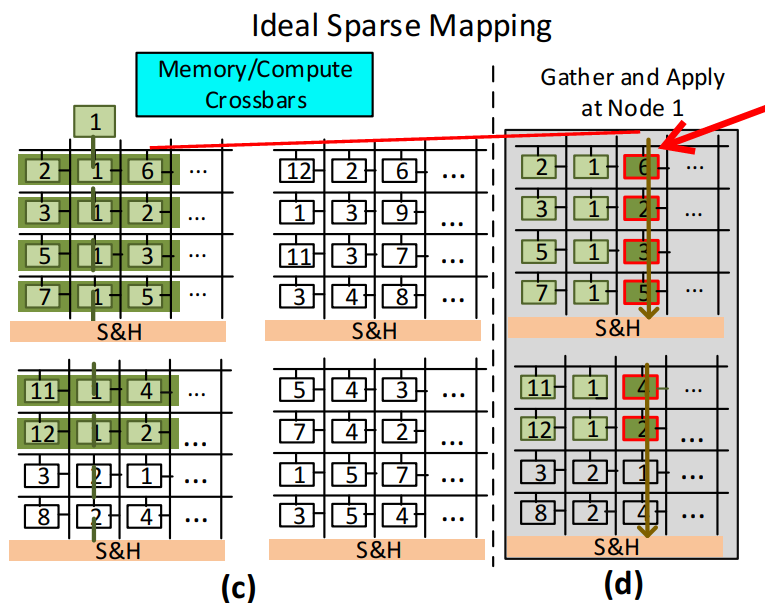 Ideal Sparse Mapping
Memory/Compute
Crossbars
Gather and Apply
at Node 1
1
2 1 6 ...
3 1 2 ...
5 1 3 ...
7 1 5 ...
S&H
12 2 6 ...
1 3 9 ...
11 3 7 ...
3 4 8 ...
S&H
2 1 6 ...
3 1 2 ...
5 1 3
7 1 5 ...
S&H
11 1 4 ...
12 1 2 ...
3 2 1 ...
8 2 4 ...
S&H
5 4 3 ...
7 4 2 ...
1 5 7 ...
3 5 4 ...
S&H
11 1 4 ...
12 1 2 ...
3 2 1 ...
8 2 4 ...
S&H
(c)
(d)